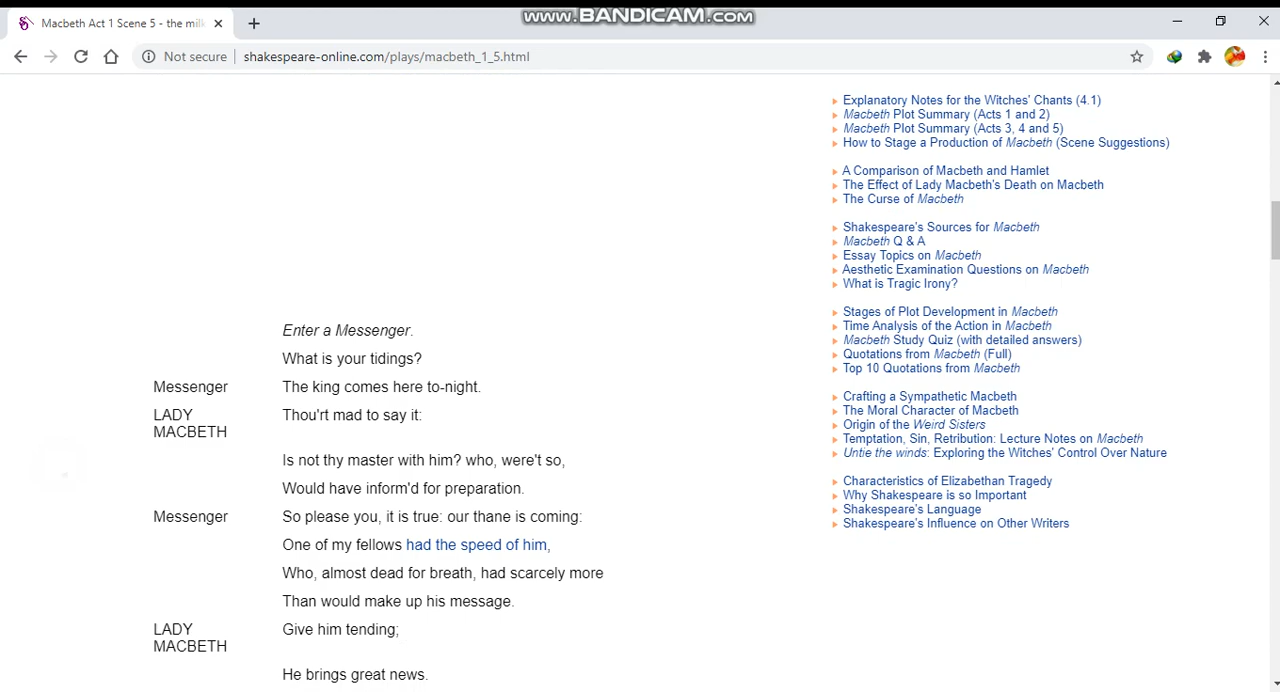 www.BANDICAM.com
Macbeth Act 1 Scene 5 - the milk
Not secure
shakespeare-online.com/plays/macbeth_1_5.html
Enter a Messenger.
What is your tidings?
Messenger The king comes here to-night.
LADY MACBETH Thou'rt mad to say it:
Is not thy master with him? who, were't so,
Would have inform'd for preparation.
Messenger So please you, it is true: our thane is coming:
One of my fellows had the speed of him,
Who, almost dead for breath, had scarcely more
Than would make up his message.
LADY MACBETH Give him tending;
He brings great news.
Explanatory Notes for the Witches' Chants (4.1)
Macbeth Plot Summary (Acts 1 and 2)
Macbeth Plot Summary (Acts 3, 4 and 5)
How to Stage a Production of Macbeth (Scene Suggestions)
A Comparison of Macbeth and Hamlet
The Effect of Lady Macbeth's Death on Macbeth
The Curse of Macbeth
Shakespeare's Sources for Macbeth
Macbeth Q & A
Essay Topics on Macbeth
Aesthetic Examination Questions on Macbeth
What is Tragic Irony?
Stages of Plot Development in Macbeth
Time Analysis of the Action in Macbeth
Macbeth Study Quiz (with detailed answers)
Quotations from Macbeth (Full)
Top 10 Quotations from Macbeth
Crafting a Sympathetic Macbeth
The Moral Character of Macbeth
Origin of the Weird Sisters
Temptation, Sin, Retribution: Lecture Notes on Macbeth
Untie the winds: Exploring the Witches' Control Over Nature
Characteristics of Elizabethan Tragedy
Why Shakespeare is so Important
Shakespeare's Language
Shakespeare's Influence on Other Writers